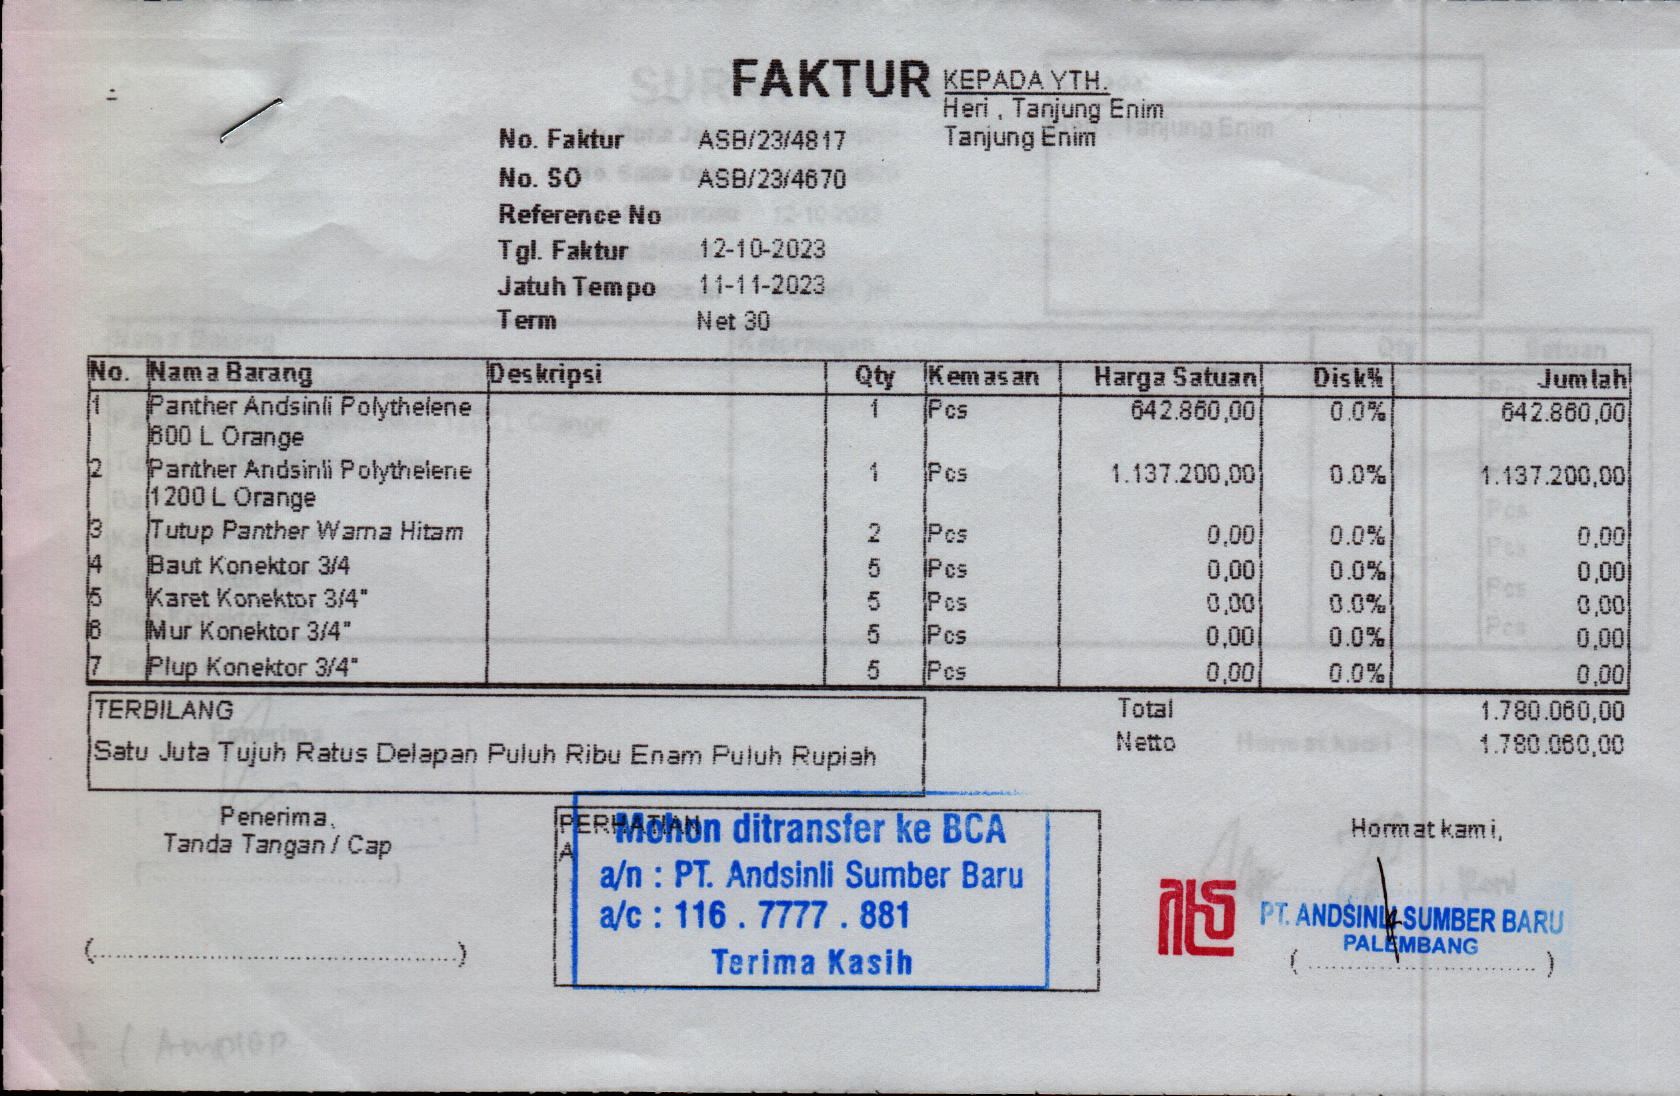 FAKTUR
KEPADA YTH.
Heri , Tanjung Enim
Tanjung Enim
No. Faktur ASB/23/4817
No. SO ASB/23/4670
Reference No
Tgl. Faktur 12-10-2023
Jatuh Tempo 11-11-2023
Term Net 30
No. Nama Barang Deskripsi Qty Kemasan Harga Satuan Disk% Jumlah
1 Panther Andsinli Polythelene 1 Pcs 642.860,00 0.0% 642.860,00
600 L Orange
2 Panther Andsinli Polythelene 1 Pcs 1.137.200,00 0.0% 1.137.200,00
1200 L Orange
3 Tutup Panther Warna Hitam 2 Pcs 0,00 0.0% 0,00
4 Baut Konektor 3/4 5 Pcs 0,00 0.0% 0,00
5 Karet Konektor 3/4" 5 Pcs 0,00 0.0% 0,00
6 Mur Konektor 3/4" 5 Pcs 0,00 0.0% 0,00
7 Plup Konektor 3/4" 5 Pcs 0,00 0.0% 0,00
TERBILANG
Satu Juta Tujuh Ratus Delapan Puluh Ribu Enam Puluh Rupiah
Total 1.780.060,00
Netto 1.780.060,00
Penerima,
Tanda Tangan / Cap
(..............................................)
PERHATIAN
Mohon ditransfer ke BCA
a/n : PT. Andsinli Sumber Baru
a/c : 116 . 7777 . 881
Terima Kasih
Hormat kami,
PT. ANDSINLI SUMBER BARU
PALEMBANG
( ............................. )